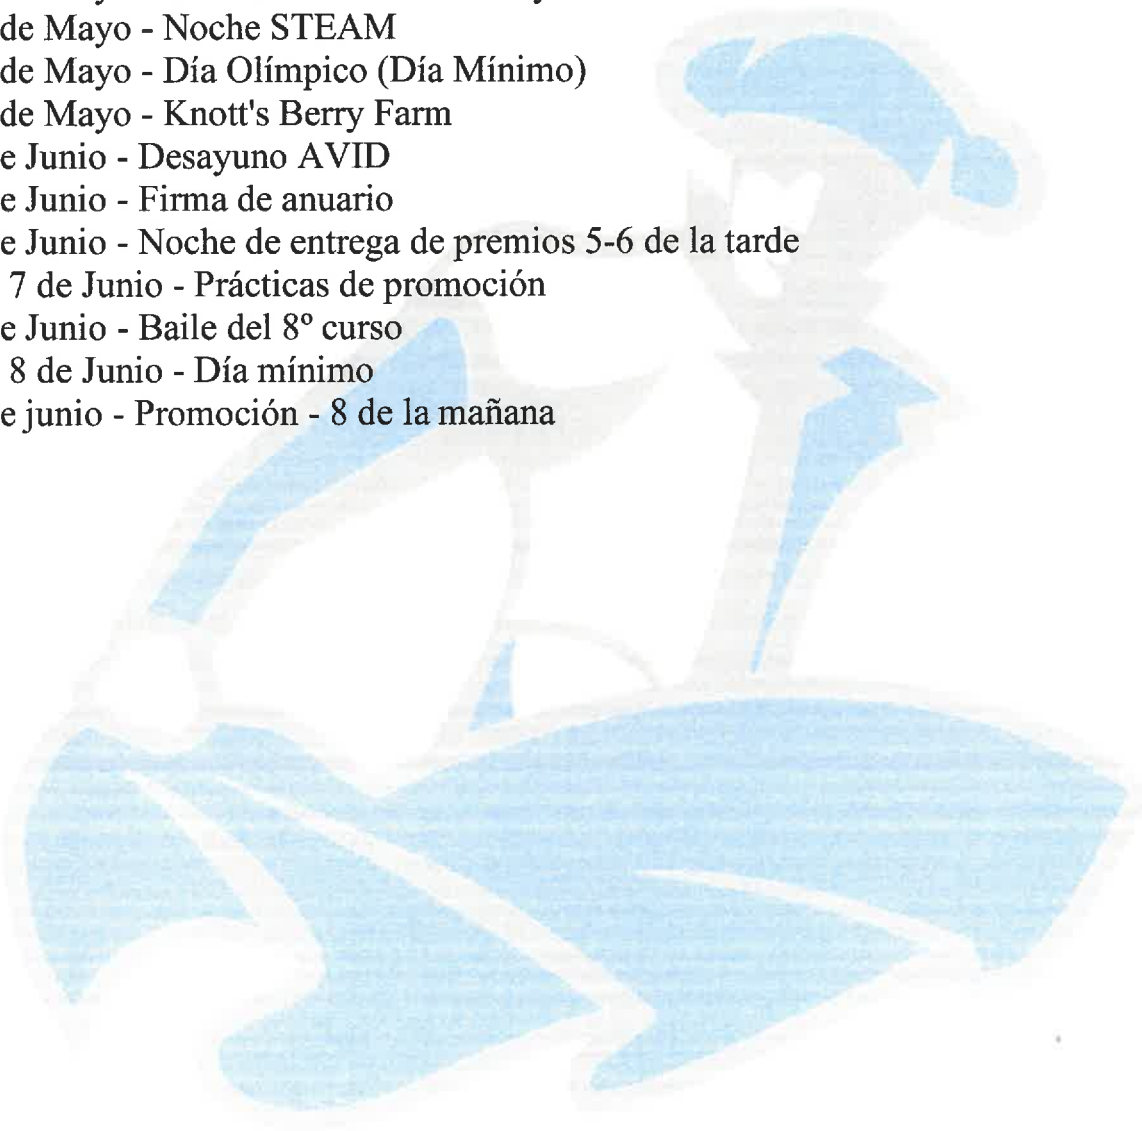 de Mayo - Noche STEAM
de Mayo - Día Olímpico (Día Mínimo)
de Mayo - Knott's Berry Farm
e Junio - Desayuno AVID
e Junio - Firma de anuario
e Junio - Noche de entrega de premios 5-6 de la tarde
7 de Junio - Prácticas de promoción
e Junio - Baile del 8º curso
8 de Junio - Día mínimo
e junio - Promoción - 8 de la mañana